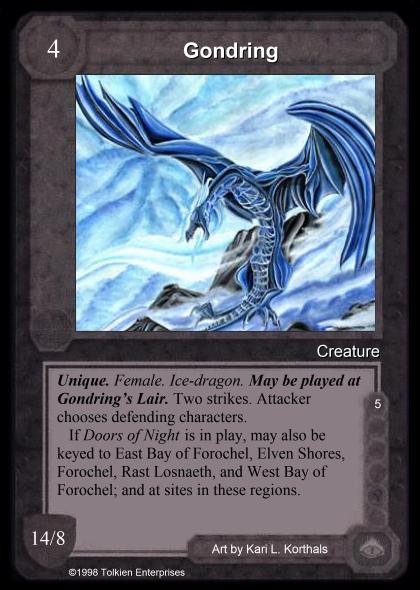 4
Gondring
Creature
Unique. Female. Ice-dragon. May be played at
Gondring's Lair. Two strikes. Attacker
chooses defending characters.
If Doors of Night is in play, may also be
keyed to East Bay of Forochel, Elven Shores,
Forochel, Rast Losnaeth, and West Bay of
Forochel; and at sites in these regions.
5
14/8
Art by Kari L. Korthals
©1998 Tolkien Enterprises